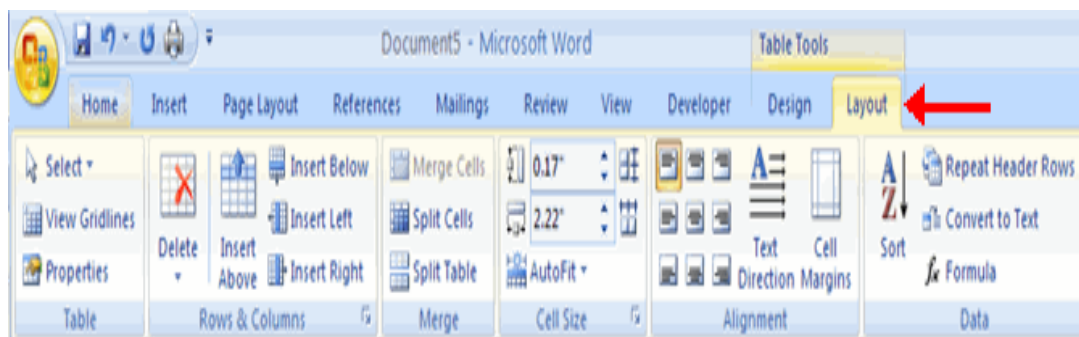 Document5 - Microsoft Word Table Tools
Home Insert Page Layout References Mailings Review View Developer Design Layout
Select Insert Below Merge Cells 0.17" Repeat Header Rows
View Gridlines Insert Left Split Cells 2.22" Convert to Text
Delete Insert Above Text Direction Cell Margins Sort
Properties Insert Right Split Table AutoFit Formula
Table Rows & Columns Merge Cell Size Alignment Data